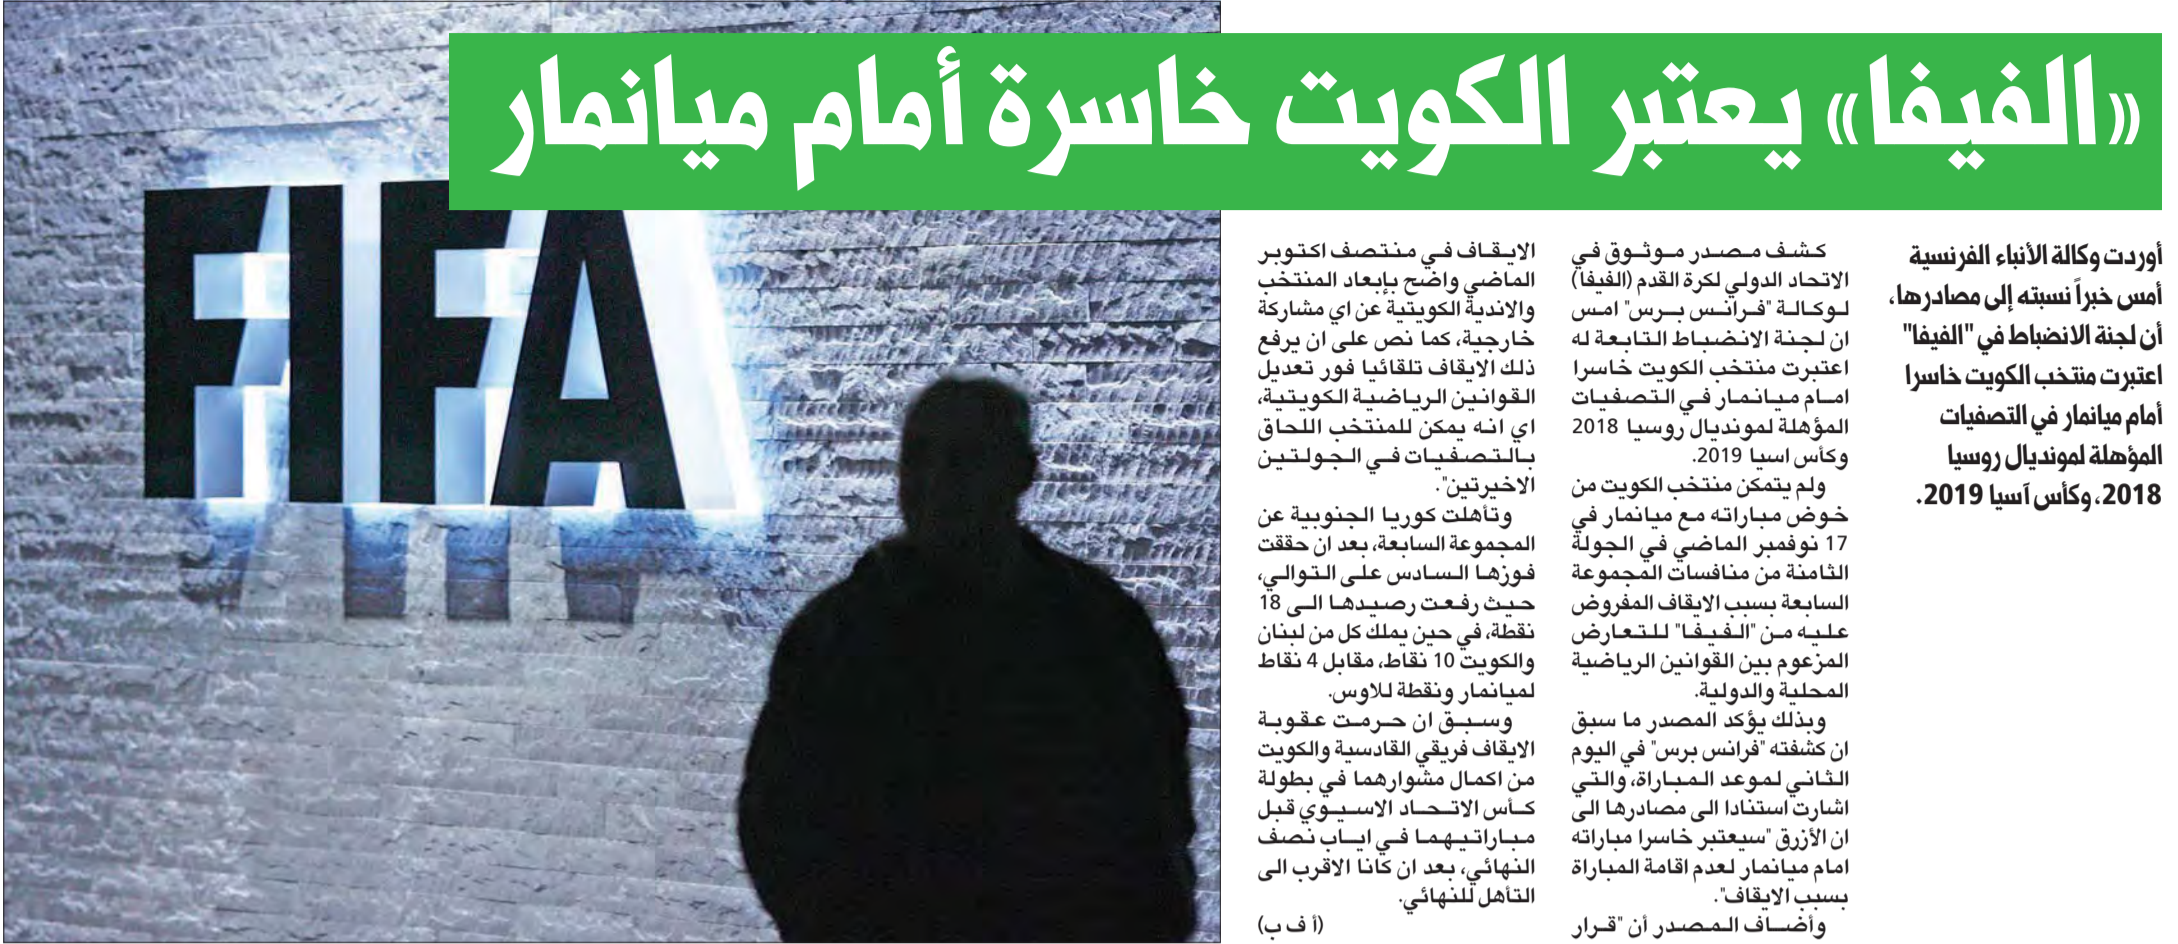 «الفيفا» يعتبر الكويت خاسرة أمام ميانمار
FIFA
أوردت وكالة الأنباء الفرنسية
أمس خبراً نسبته إلى مصادرها،
أن لجنة الانضباط في "الفيفا"
اعتبرت منتخب الكويت خاسرا
أمام ميانمار في التصفيات
المؤهلة لمونديال روسيا
2018، وكأس آسيا 2019.
كشف مصدر موثوق في
الاتحاد الدولي لكرة القدم (الفيفا)
لوكالة "فرانس برس" امس
ان لجنة الانضباط التابعة له
اعتبرت منتخب الكويت خاسرا
امام ميانمار في التصفيات
المؤهلة لمونديال روسيا 2018
وكأس اسيا 2019.
ولم يتمكن منتخب الكويت من
خوض مباراته مع ميانمار في
17 نوفمبر الماضي في الجولة
الثامنة من منافسات المجموعة
السابعة بسبب الايقاف المفروض
عليه من "الفيفا" للتعارض
المزعوم بين القوانين الرياضية
المحلية والدولية.
وبذلك يؤكد المصدر ما سبق
ان كشفته "فرانس برس" في اليوم
الثاني لموعد المباراة، والتي
اشارت استنادا الى مصادرها الى
ان الأزرق "سيعتبر خاسرا مباراته
امام ميانمار لعدم اقامة المباراة
بسبب الايقاف".
وأضاف المصدر أن "قرار
الايقاف في منتصف اكتوبر
الماضي واضح بإبعاد المنتخب
والاندية الكويتية عن اي مشاركة
خارجية، كما نص على ان يرفع
ذلك الايقاف تلقائيا فور تعديل
القوانين الرياضية الكويتية،
اي انه يمكن للمنتخب اللحاق
بالتصفيات في الجولتين
الاخيرتين".
وتأهلت كوريا الجنوبية عن
المجموعة السابعة، بعد ان حققت
فوزها السادس على التوالي،
حيث رفعت رصيدها الى 18
نقطة، في حين يملك كل من لبنان
والكويت 10 نقاط، مقابل 4 نقاط
لميانمار ونقطة للاوس.
وسبق ان حرمت عقوبة
الايقاف فريقي القادسية والكويت
من اكمال مشوارهما في بطولة
كأس الاتحاد الاسيوي قبل
مباراتيهما في اياب نصف
النهائي، بعد ان كانا الاقرب الى
التأهل للنهائي.
(أ ف ب)